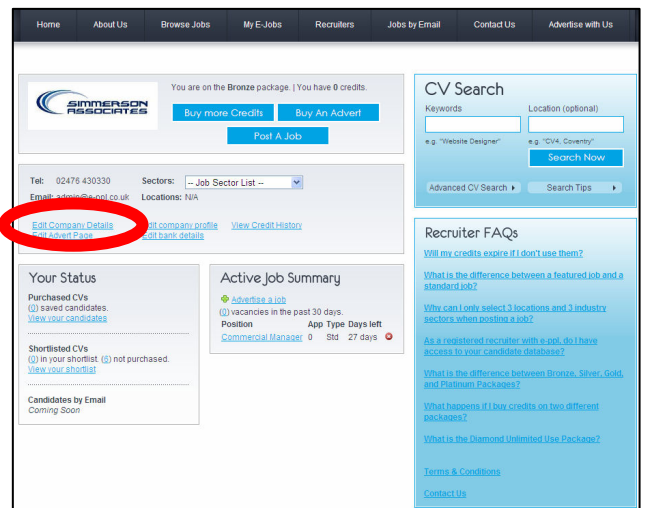 Home About Us Browse Jobs My E-Jobs Recruiters Jobs by Email Contact Us Advertise with Us
SIMMERSON
ASSOCIATES
You are on the Bronze package. | You have 0 credits.
Buy more Credits Buy An Advert
Post A Job
Tel: 02476 430330 Sectors: -- Job Sector List --
Email: admin@e-ppl.co.uk Locations: N/A
Edit Company Details Edit company profile View Credit History
Edit Advert Page Edit bank details
Your Status
Purchased CVs
(0) saved candidates.
View your candidates
Shortlisted CVs
(0) in your shortlist. (6) not purchased.
View your shortlist
Candidates by Email
Coming Soon
Active Job Summary
Advertise a job
(0) vacancies in the past 30 days.
Position App Type Days left
Commercial Manager 0 Std 27 days
CV Search
Keywords Location (optional)
e.g. "Website Designer" e.g. "CV4, Coventry"
Search Now
Advanced CV Search Search Tips
Recruiter FAQs
Will my credits expire if I don't use them?
What is the difference between a featured job and a
standard job?
Why can I only select 3 locations and 3 industry
sectors when posting a job?
As a registered recruiter with e-ppl, do I have
access to your candidate database?
What is the difference between Bronze, Silver, Gold,
and Platinum Packages?
What happens if I buy credits on two different
packages?
What is the Diamond Unlimited Use Package?
Terms & Conditions
Contact Us